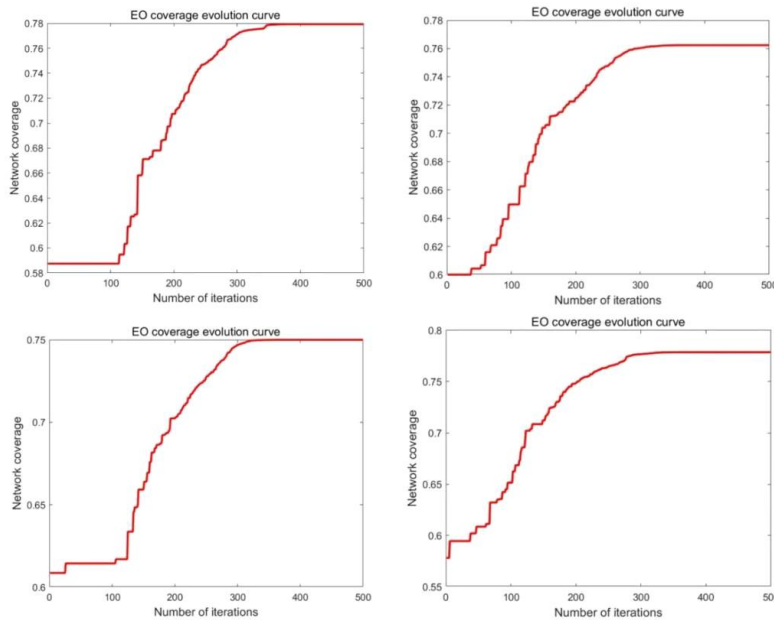 EO coverage evolution curve
0.78
0.76
0.74
0.72
0.7
0.68
0.66
0.64
0.62
0.6
0.58
Network coverage
0 100 200 300 400 500
Number of iterations
EO coverage evolution curve
0.78
0.76
0.74
0.72
0.7
0.68
0.66
0.64
0.62
0.6
Network coverage
0 100 200 300 400 500
Number of iterations
EO coverage evolution curve
0.75
0.7
0.65
0.6
Network coverage
0 100 200 300 400 500
Number of iterations
EO coverage evolution curve
0.8
0.75
0.7
0.65
0.6
0.55
Network coverage
0 100 200 300 400 500
Number of iterations